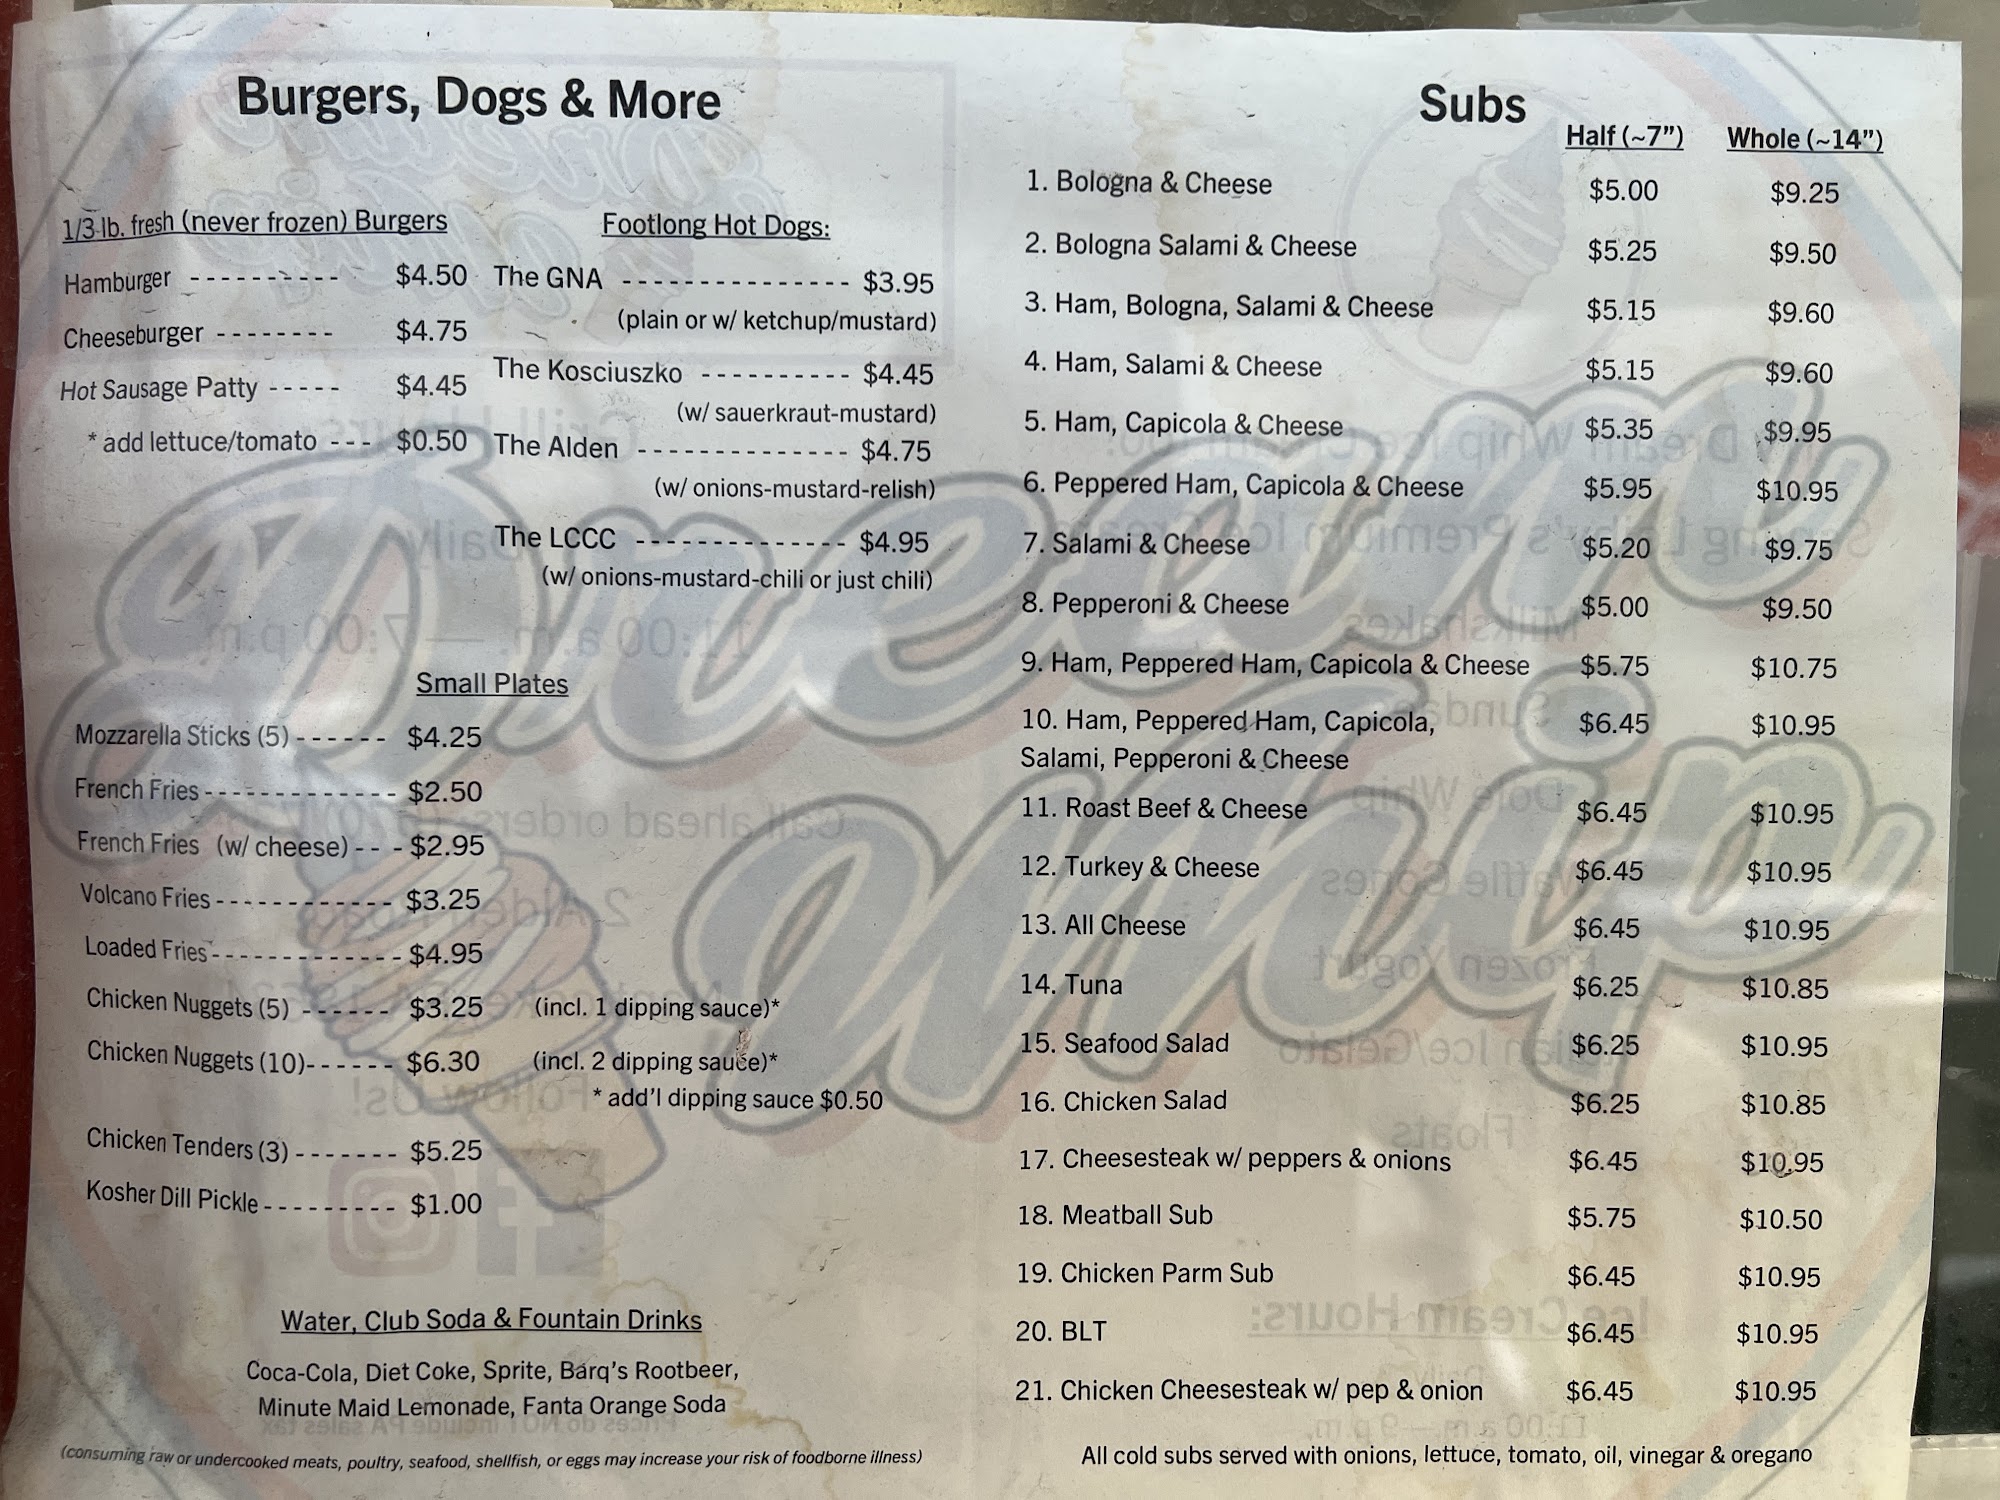 Burgers, Dogs & More
1/3 lb. fresh (never frozen) Burgers
Hamburger ---------- $4.50
Cheeseburger -------- $4.75
Hot Sausage Patty ----- $4.45
* add lettuce/tomato --- $0.50
Footlong Hot Dogs:
The GNA --------------- $3.95
(plain or w/ ketchup/mustard)
The Kosciuszko ---------- $4.45
(w/ sauerkraut-mustard)
The Alden -------------- $4.75
(w/ onions-mustard-relish)
The LCCC -------------- $4.95
(w/ onions-mustard-chili or just chili)
Small Plates
Mozzarella Sticks (5) ------ $4.25
French Fries ------------- $2.50
French Fries (w/ cheese) --- $2.95
Volcano Fries ------------ $3.25
Loaded Fries ------------- $4.95
Chicken Nuggets (5) ------ $3.25 (incl. 1 dipping sauce)*
Chicken Nuggets (10)------ $6.30 (incl. 2 dipping sauce)*
* add'l dipping sauce $0.50
Chicken Tenders (3) ------- $5.25
Kosher Dill Pickle --------- $1.00
Water, Club Soda & Fountain Drinks
Coca-Cola, Diet Coke, Sprite, Barq's Rootbeer,
Minute Maid Lemonade, Fanta Orange Soda
(consuming raw or undercooked meats, poultry, seafood, shellfish, or eggs may increase your risk of foodborne illness)
Subs
Half (~7") Whole (~14")
1. Bologna & Cheese $5.00 $9.25
2. Bologna Salami & Cheese $5.25 $9.50
3. Ham, Bologna, Salami & Cheese $5.15 $9.60
4. Ham, Salami & Cheese $5.15 $9.60
5. Ham, Capicola & Cheese $5.35 $9.95
6. Peppered Ham, Capicola & Cheese $5.95 $10.95
7. Salami & Cheese $5.20 $9.75
8. Pepperoni & Cheese $5.00 $9.50
9. Ham, Peppered Ham, Capicola & Cheese $5.75 $10.75
10. Ham, Peppered Ham, Capicola, $6.45 $10.95
Salami, Pepperoni & Cheese
11. Roast Beef & Cheese $6.45 $10.95
12. Turkey & Cheese $6.45 $10.95
13. All Cheese $6.45 $10.95
14. Tuna $6.25 $10.85
15. Seafood Salad $6.25 $10.95
16. Chicken Salad $6.25 $10.85
17. Cheesesteak w/ peppers & onions $6.45 $10.95
18. Meatball Sub $5.75 $10.50
19. Chicken Parm Sub $6.45 $10.95
20. BLT $6.45 $10.95
21. Chicken Cheesesteak w/ pep & onion $6.45 $10.95
All cold subs served with onions, lettuce, tomato, oil, vinegar & oregano
Dream
Whip